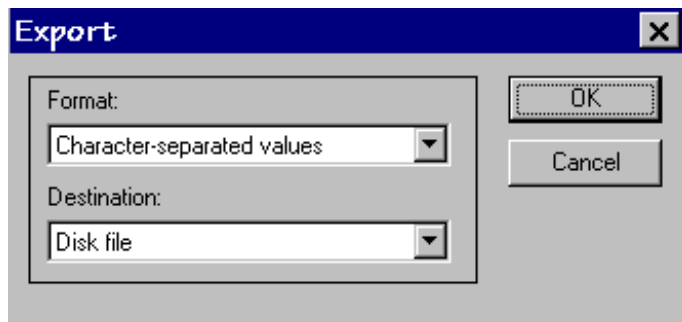 Export
Format:
Character-separated values
Destination:
Disk file
OK
Cancel